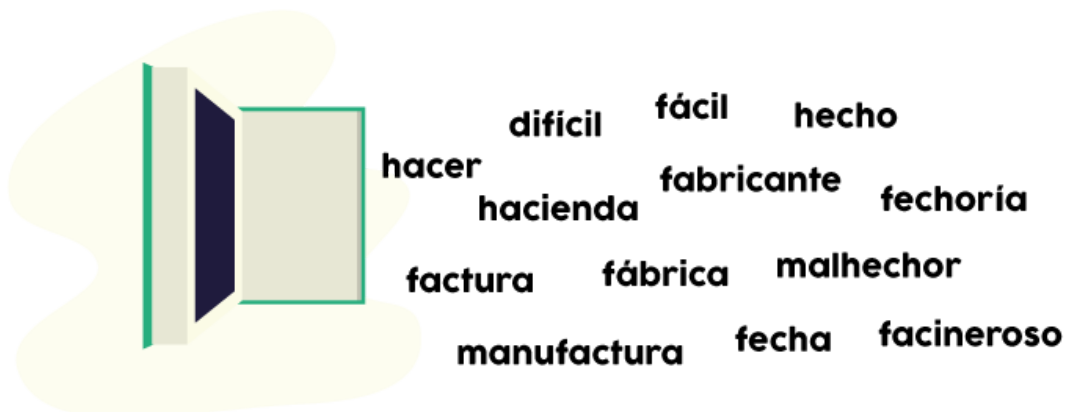 difícil fácil hecho
hacer fabricante
hacienda fechoría
factura fábrica malhechor
manufactura fecha facineroso